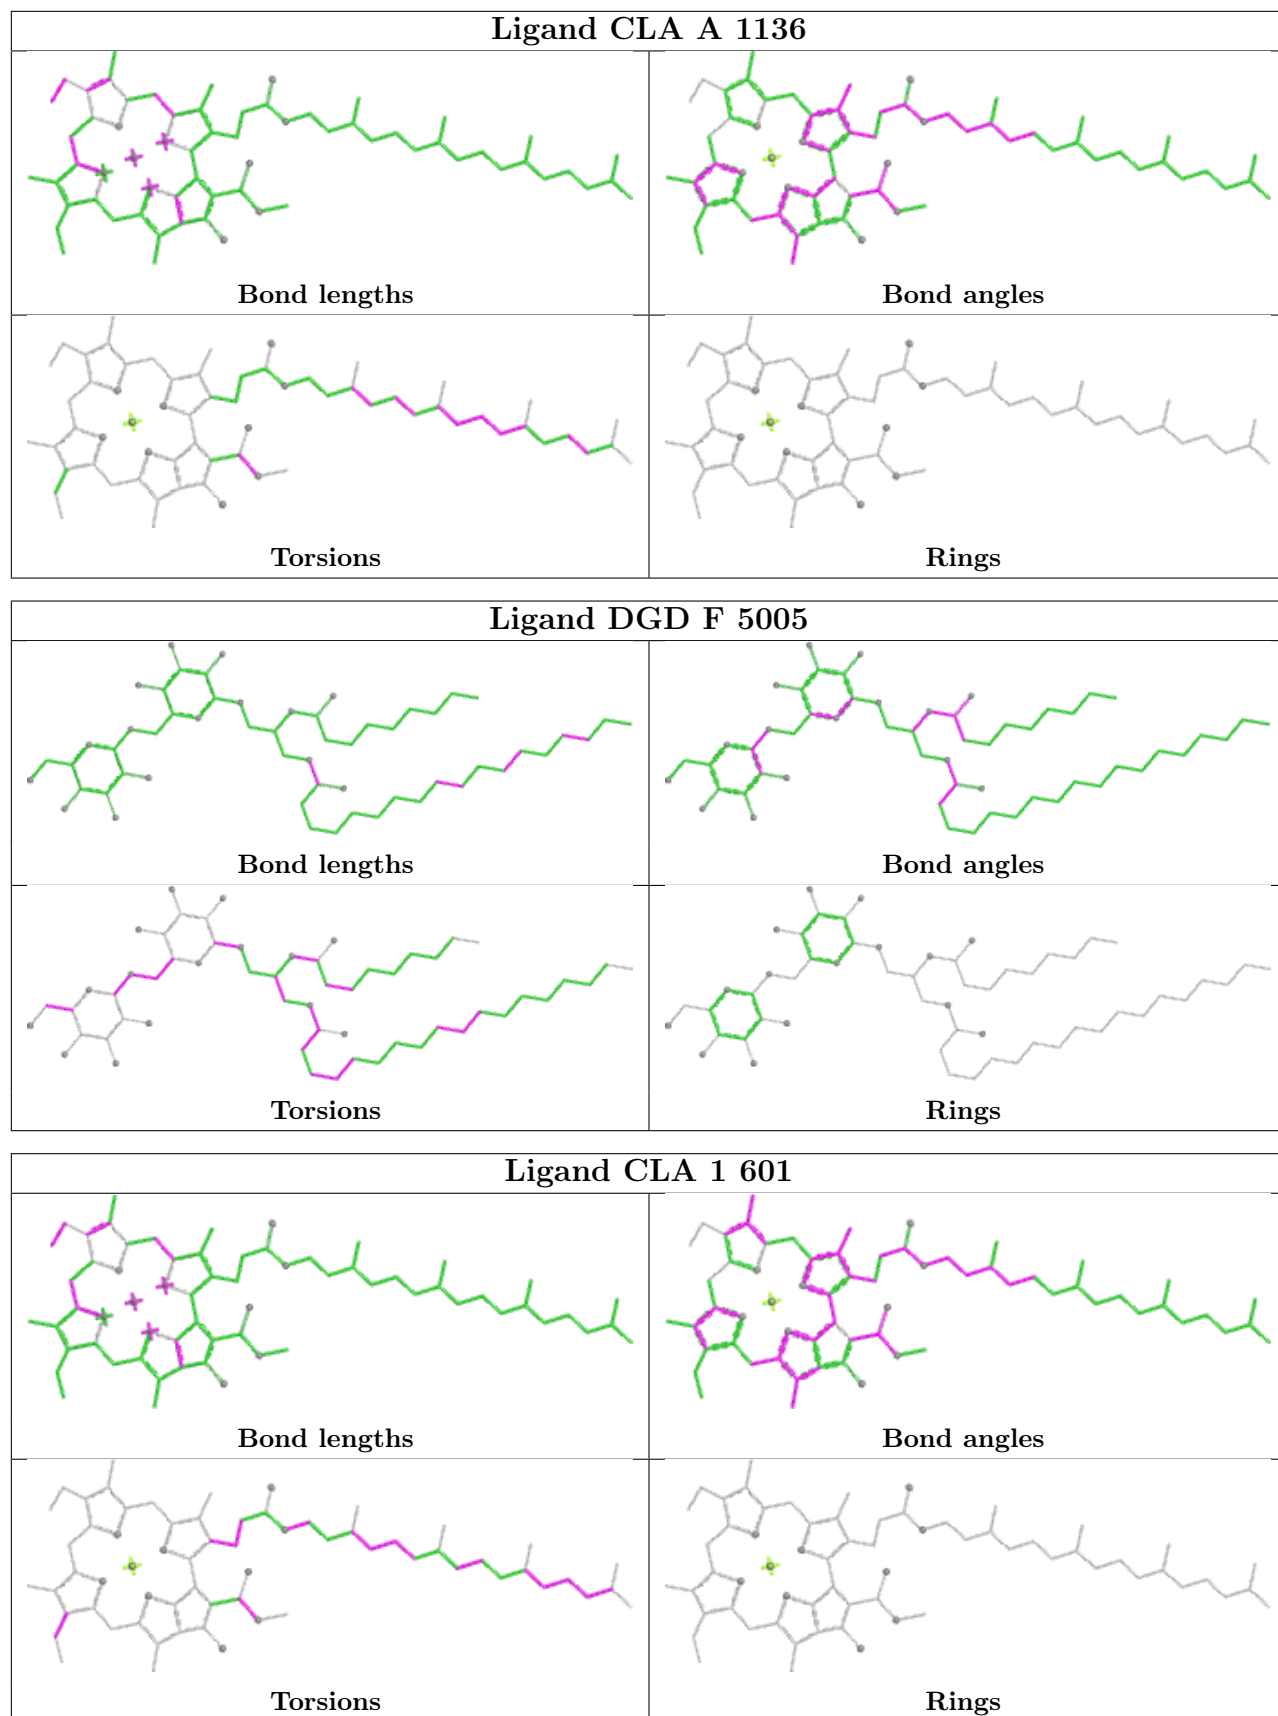 Ligand CLA A 1136
Bond lengths
Bond angles
Torsions
Rings
Ligand DGD F 5005
Bond lengths
Bond angles
Torsions
Rings
Ligand CLA 1 601
Bond lengths
Bond angles
Torsions
Rings